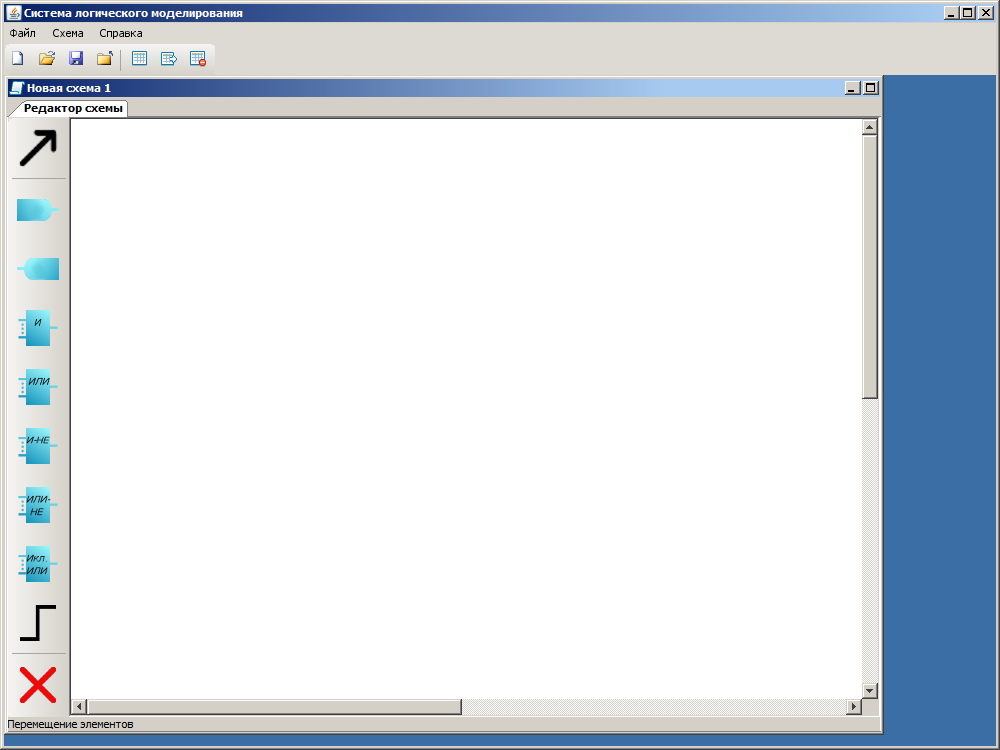 Система логического моделирования
Файл Схема Справка
Новая схема 1
Редактор схемы
И
ИЛИ
И-НЕ
ИЛИ-
НЕ
Икл.
ИЛИ
Перемещение элементов